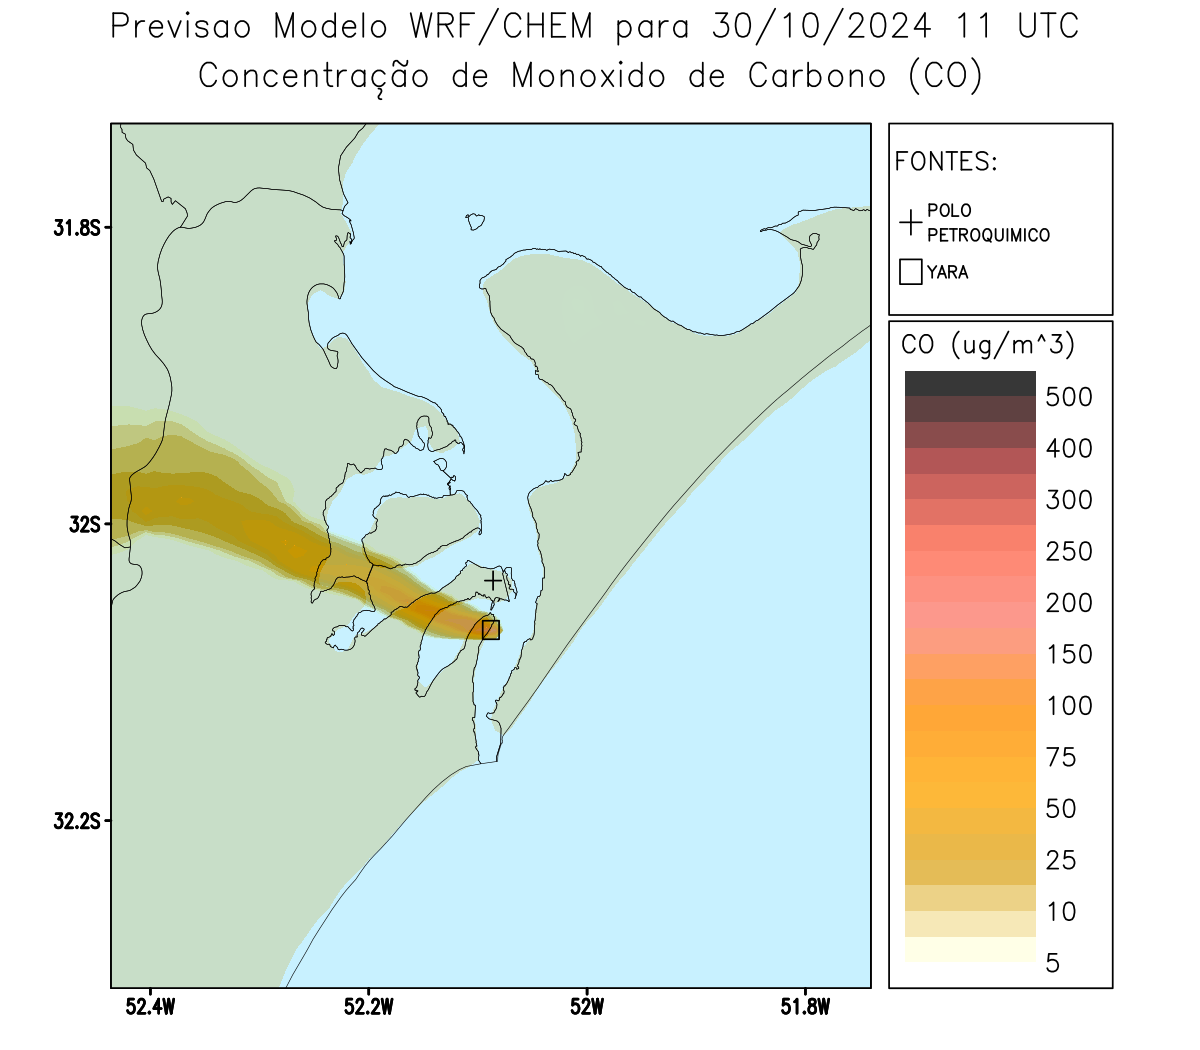 Previsao Modelo WRF/CHEM para 30/10/2024 11 UTC
Concentração de Monoxido de Carbono (CO)
FONTES:
POLO
PETROQUIMICO
YARA
CO (ug/m^3)
500
400
300
250
200
150
100
75
50
25
10
5
31.8S
32S
32.2S
52.4W
52.2W
52W
51.8W